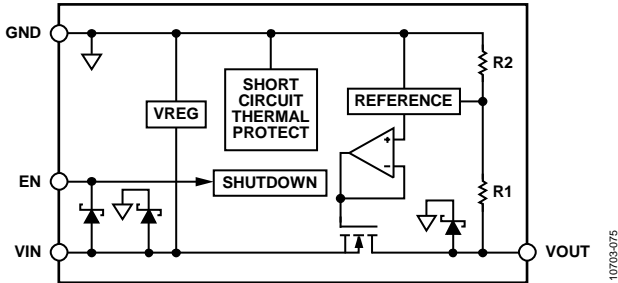 GND
R2
SHORT
CIRCUIT
THERMAL
PROTECT
VREG
REFERENCE
+
−
EN
SHUTDOWN
R1
VIN
VOUT
10703-075